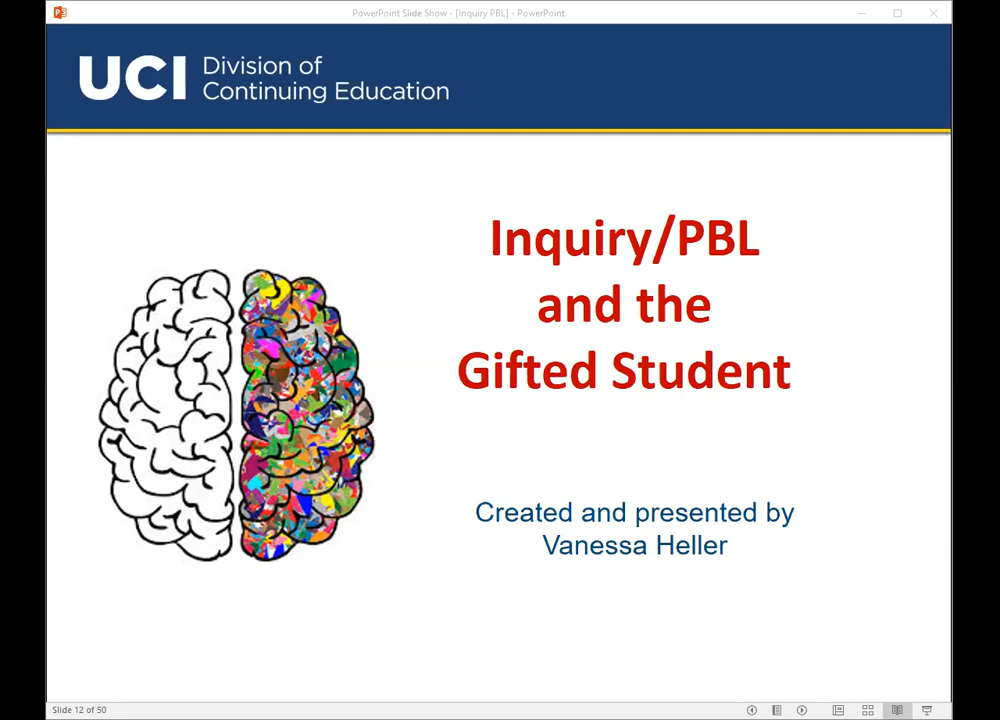 PowerPoint Slide Show - [Inquiry PBL] - PowerPoint
UCI
Division of
Continuing Education
Inquiry/PBL
and the
Gifted Student
Created and presented by
Vanessa Heller
Slide 12 of 50